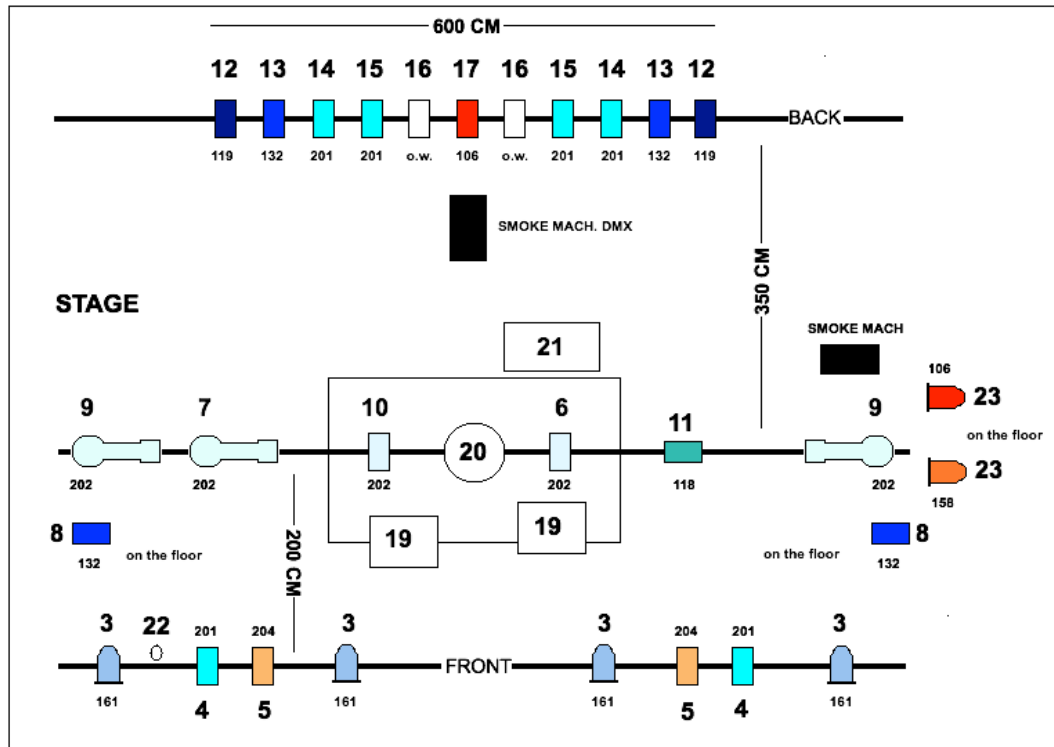 600 CM
12 13 14 15 16 17 16 15 14 13 12
BACK
119 132 201 201 o.w. 106 o.w. 201 201 132 119
SMOKE MACH. DMX
350 CM
STAGE
SMOKE MACH
21
106
23
9 7 10 6 11 9
on the floor
20
23
202 202 202 202 118 202
158
19 19
8 on the floor
on the floor 8
132 132
200 CM
3 22 201 204 3 3 204 201 3
FRONT
161 161 161 161
4 5 5 4